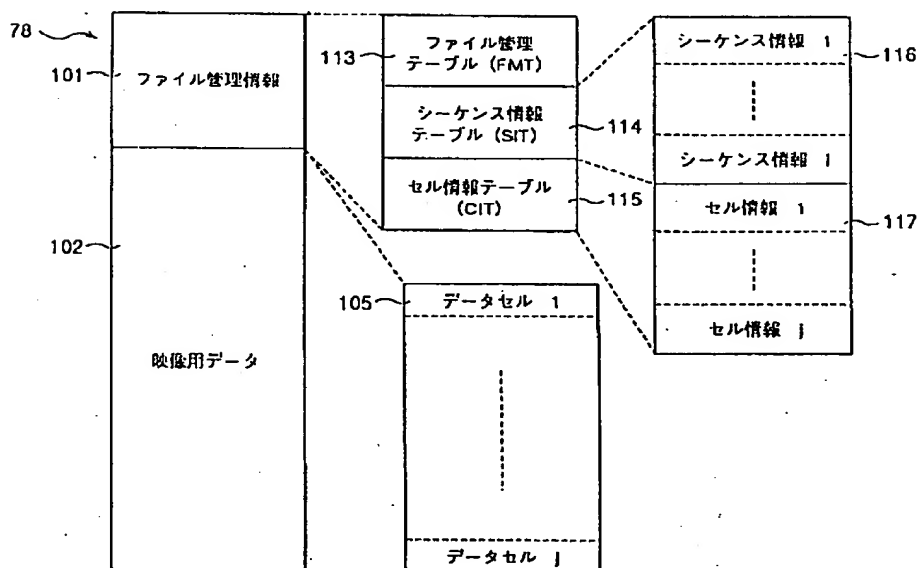 78
101
ファイル管理情報
102
映像用データ
113
ファイル管理
テーブル (FMT)
シーケンス情報
テーブル (SIT)
114
セル情報テーブル
(CIT)
115
シーケンス情報 1
116
シーケンス情報 i
セル情報 1
117
セル情報 j
105
データセル 1
データセル j